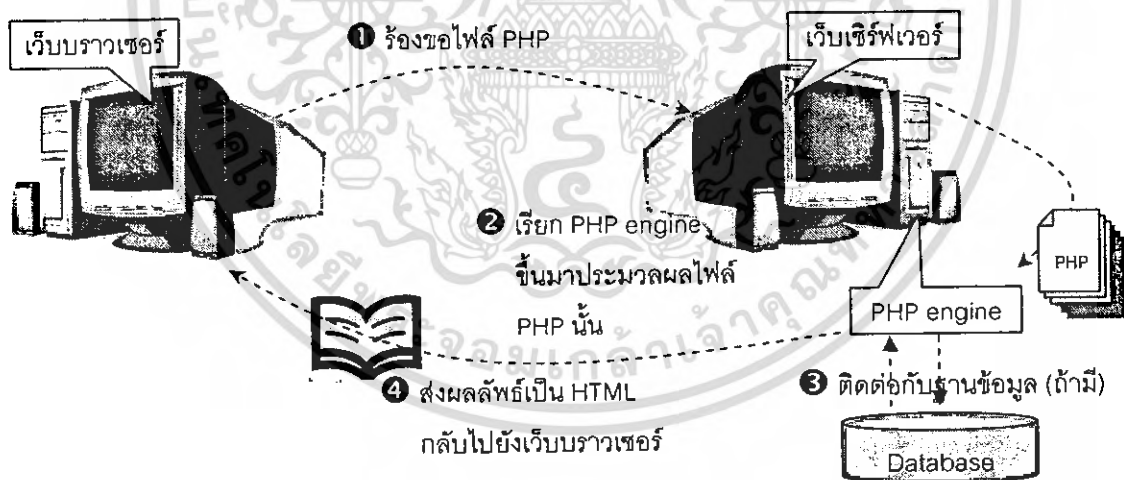 เว็บบราวเซอร์
❶ ร้องขอไฟล์ PHP
เว็บเซิร์ฟเวอร์
❷ เรียก PHP engine
ขึ้นมาประมวลผลไฟล์
PHP นั้น
PHP
PHP engine
❸ ติดต่อกับฐานข้อมูล (ถ้ามี)
❹ ส่งผลลัพธ์เป็น HTML
กลับไปยังเว็บบราวเซอร์
Database